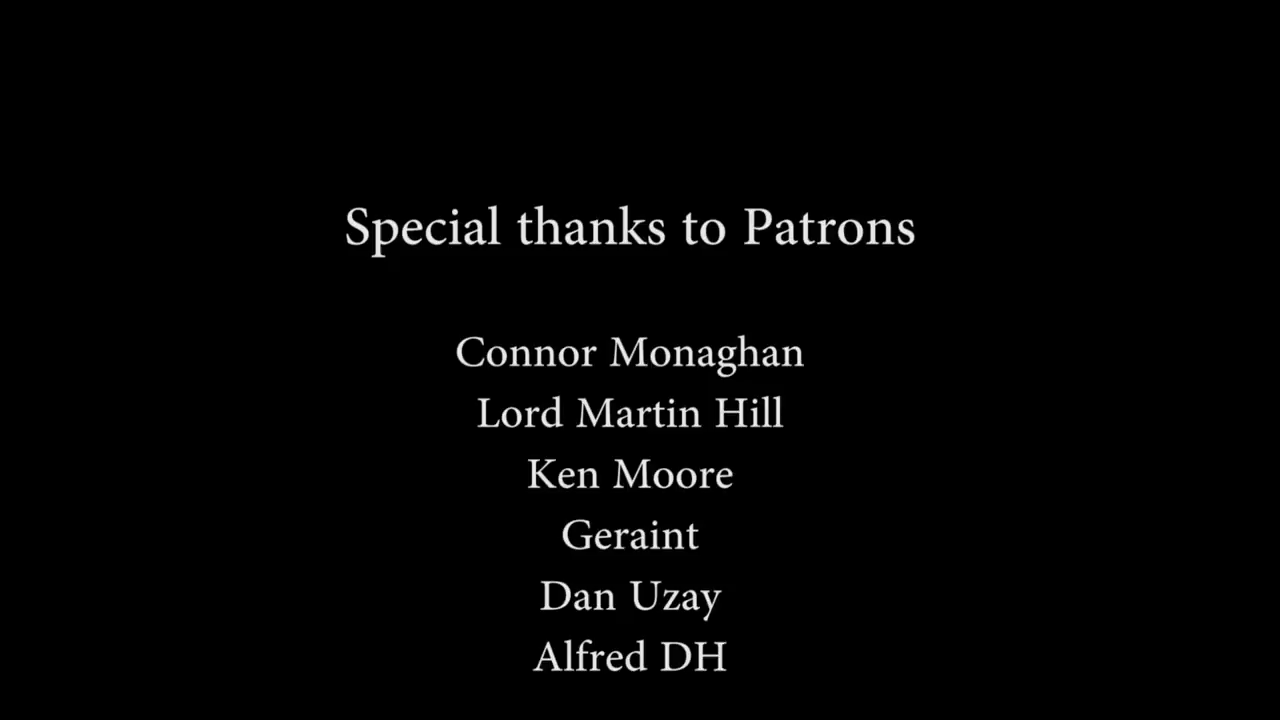 Special thanks to Patrons
Connor Monaghan
Lord Martin Hill
Ken Moore
Geraint
Dan Uzay
Alfred DH